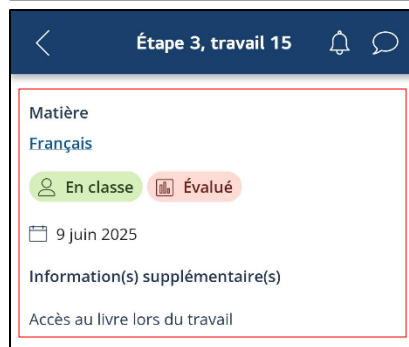 Étape 3, travail 15
Matière
Français
En classe Évalué
9 juin 2025
Information(s) supplémentaire(s)
Accès au livre lors du travail